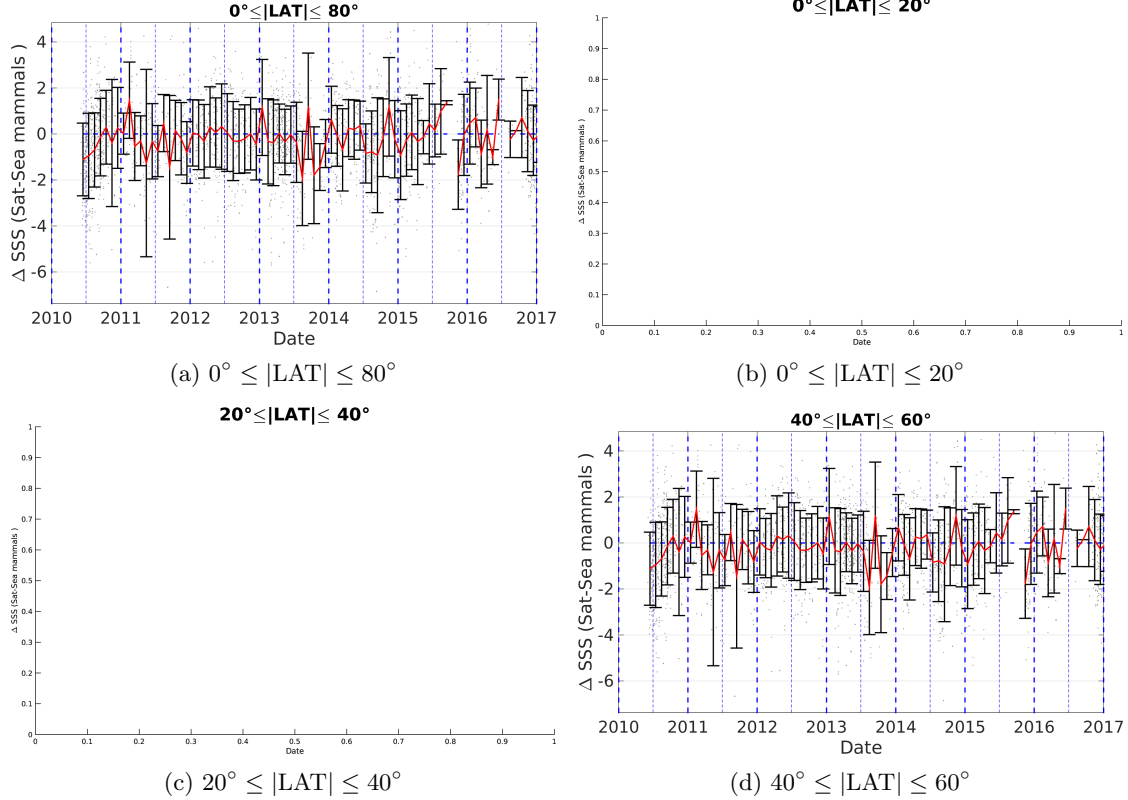 0°≤|LAT|≤ 80°
4
2
0
-2
-4
-6
Δ SSS (Sat-Sea mammals )
2010 2011 2012 2013 2014 2015 2016 2017
Date
(a) 0° ≤ |LAT| ≤ 80°
0°≤|LAT|≤ 20°
1
0.9
0.8
0.7
0.6
0.5
0.4
0.3
0.2
0.1
0
Δ SSS (Sat-Sea mammals )
0 0.1 0.2 0.3 0.4 0.5 0.6 0.7 0.8 0.9 1
Date
(b) 0° ≤ |LAT| ≤ 20°
20°≤|LAT|≤ 40°
1
0.9
0.8
0.7
0.6
0.5
0.4
0.3
0.2
0.1
0
Δ SSS (Sat-Sea mammals )
0 0.1 0.2 0.3 0.4 0.5 0.6 0.7 0.8 0.9 1
Date
(c) 20° ≤ |LAT| ≤ 40°
40°≤|LAT|≤ 60°
4
2
0
-2
-4
-6
Δ SSS (Sat-Sea mammals )
2010 2011 2012 2013 2014 2015 2016 2017
Date
(d) 40° ≤ |LAT| ≤ 60°